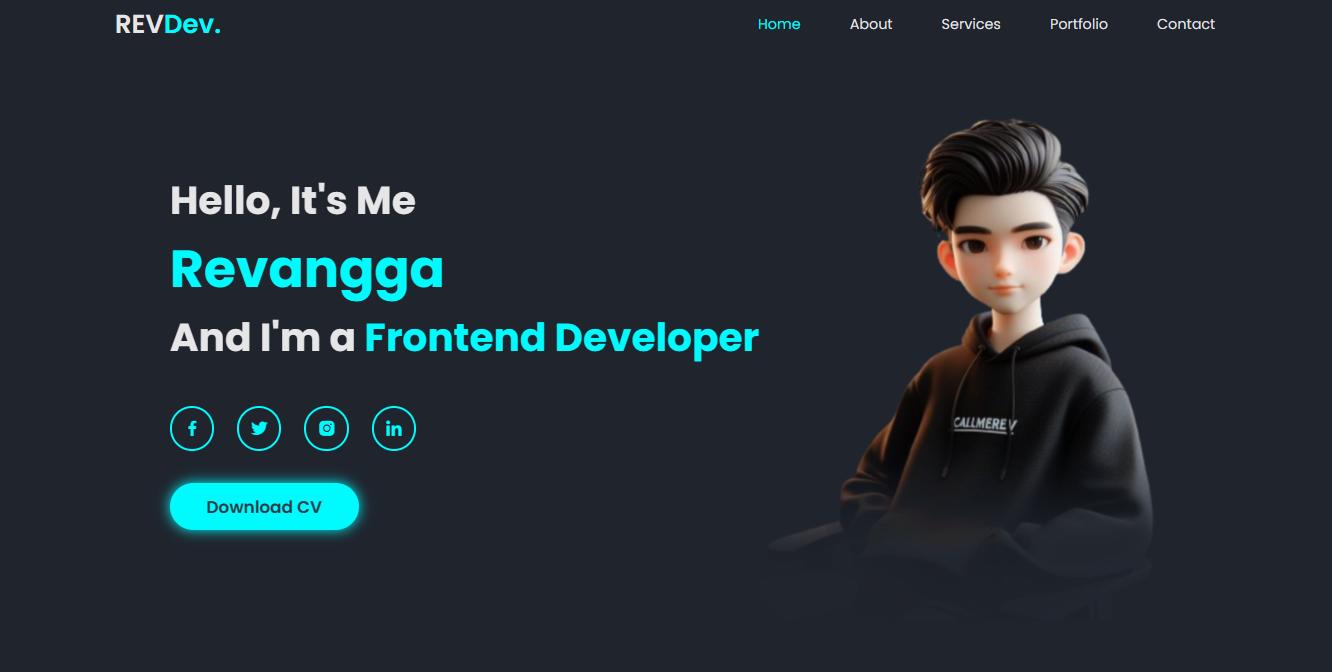 REVDev.
Home About Services Portfolio Contact
Hello, It's Me
Revangga
And I'm a Frontend Developer
Download CV
CALLMEREV